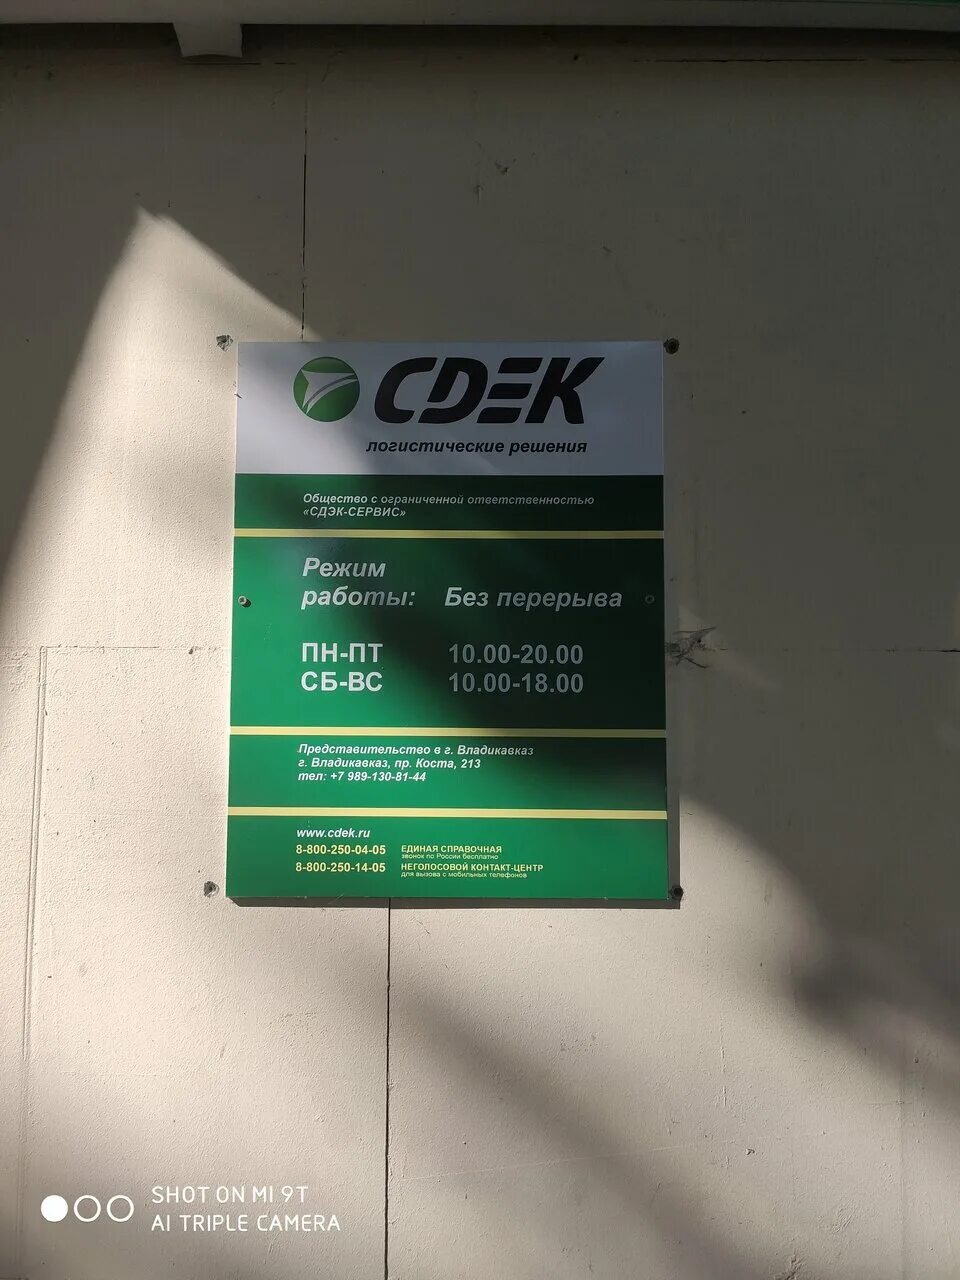 CDEK
логистические решения
Общество с ограниченной ответственностью
«СДЭК-СЕРВИС»
Режим
работы: Без перерыва
ПН-ПТ 10.00-20.00
СБ-ВС 10.00-18.00
Представительство в г. Владикавказ
г. Владикавказ, пр. Коста, 213
тел: +7 989-130-81-44
www.cdek.ru
8-800-250-04-05 ЕДИНАЯ СПРАВОЧНАЯ
звонок по России бесплатно
8-800-250-14-05 НЕГОЛОСОВОЙ КОНТАКТ-ЦЕНТР
для вызова с мобильных телефонов
SHOT ON MI 9T
AI TRIPLE CAMERA